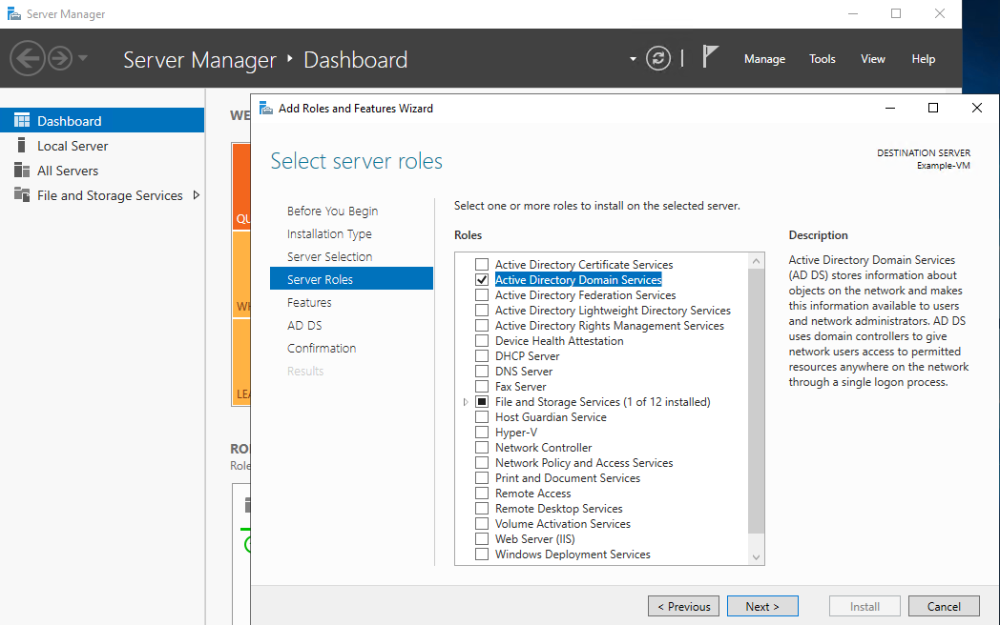 Server Manager
Server Manager ‣ Dashboard
Manage Tools View Help
Dashboard
Local Server
All Servers
File and Storage Services
WE
QU
WH
LEA
RO
Role
Add Roles and Features Wizard
Select server roles
DESTINATION SERVER
Example-VM
Before You Begin
Installation Type
Server Selection
Server Roles
Features
AD DS
Confirmation
Results
Select one or more roles to install on the selected server.
Roles
Active Directory Certificate Services
Active Directory Domain Services
Active Directory Federation Services
Active Directory Lightweight Directory Services
Active Directory Rights Management Services
Device Health Attestation
DHCP Server
DNS Server
Fax Server
File and Storage Services (1 of 12 installed)
Host Guardian Service
Hyper-V
Network Controller
Network Policy and Access Services
Print and Document Services
Remote Access
Remote Desktop Services
Volume Activation Services
Web Server (IIS)
Windows Deployment Services
Description
Active Directory Domain Services
(AD DS) stores information about
objects on the network and makes
this information available to users
and network administrators. AD DS
uses domain controllers to give
network users access to permitted
resources anywhere on the network
through a single logon process.
< Previous
Next >
Install
Cancel